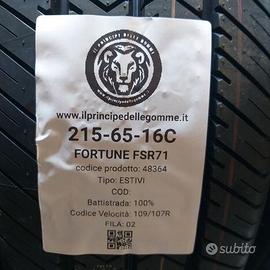 IL PRINCIPE DELLE GOMME
www.ilprincipedellegomme.it
215-65-16C
FORTUNE FSR71
codice prodotto: 48364
Tipo: ESTIVI
COD:
Battistrada: 100%
Codice Velocità: 109/107R
FILA: 02
subito